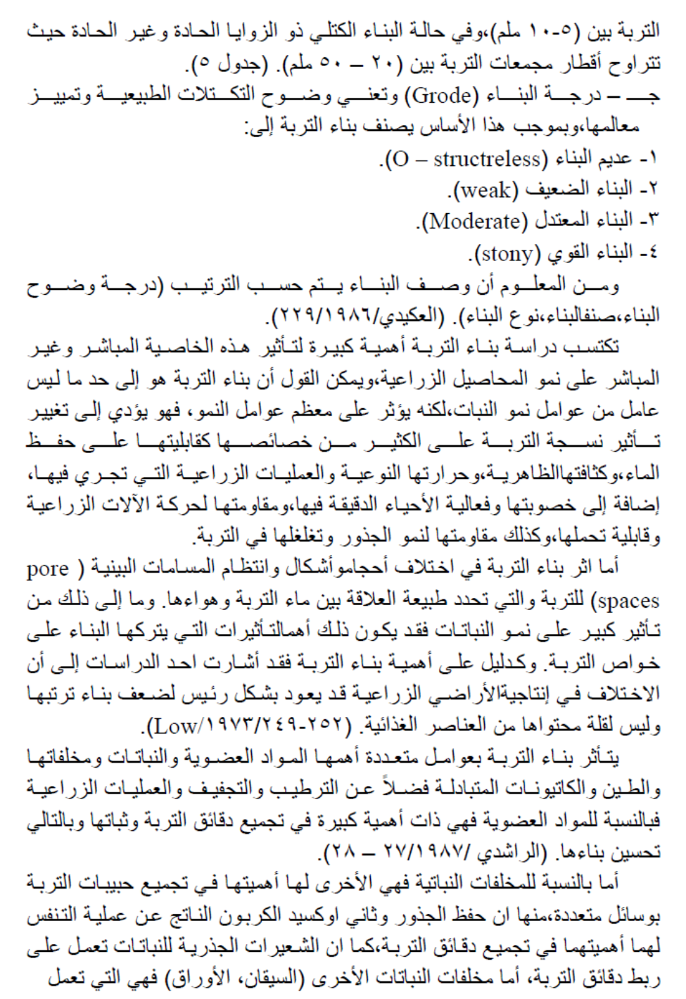 التربة بين (٥-١٠ ملم)،وفي حالة البناء الكتلي ذو الزوايا الحادة وغير الحادة حيث
تتراوح أقطار مجمعات التربة بين (٢٠ – ٥٠ ملم). (جدول ٥).
جـ – درجة البناء (Grode) وتعني وضوح التكتلات الطبيعية وتمييز
معالمها،وبموجب هذا الأساس يصنف بناء التربة إلى:
١- عديم البناء (O – structreless).
٢- البناء الضعيف (weak).
٣- البناء المعتدل (Moderate).
٤- البناء القوي (stony).
ومن المعلوم أن وصف البناء يتم حسب الترتيب (درجة وضوح
البناء،صنفالبناء،نوع البناء). (العكيدي/١٩٨٦/٢٢٩).
تكتسب دراسة بناء التربة أهمية كبيرة لتأثير هذه الخاصية المباشر وغير
المباشر على نمو المحاصيل الزراعية،ويمكن القول أن بناء التربة هو إلى حد ما ليس
عامل من عوامل نمو النبات،لكنه يؤثر على معظم عوامل النمو، فهو يؤدي إلى تغيير
تأثير نسجة التربة على الكثير من خصائصها كقابليتها على حفظ
الماء،وكثافتهاالظاهرية،وحرارتها النوعية والعمليات الزراعية التي تجري فيها،
إضافة إلى خصوبتها وفعالية الأحياء الدقيقة فيها،ومقاومتها لحركة الآلات الزراعية
وقابلية تحملها،وكذلك مقاومتها لنمو الجذور وتغلغلها في التربة.
أما اثر بناء التربة في اختلاف أحجاموأشكال وانتظام المسامات البينية ( pore
spaces) للتربة والتي تحدد طبيعة العلاقة بين ماء التربة وهواءها. وما إلى ذلك من
تأثير كبير على نمو النباتات فقد يكون ذلك أهمالتأثيرات التي يتركها البناء على
خواص التربة. وكدليل على أهمية بناء التربة فقد أشارت احد الدراسات إلى أن
الاختلاف في إنتاجيةالأراضي الزراعية قد يعود بشكل رئيس لضعف بناء ترتبها
وليس لقلة محتواها من العناصر الغذائية. (Low/١٩٧٣/٢٤٩-٢٥٢).
يتأثر بناء التربة بعوامل متعددة أهمها المواد العضوية والنباتات ومخلفاتها
والطين والكاتيونات المتبادلة فضلاً عن الترطيب والتجفيف والعمليات الزراعية
فبالنسبة للمواد العضوية فهي ذات أهمية كبيرة في تجميع دقائق التربة وثباتها وبالتالي
تحسين بناءها. (الراشدي /١٩٨٧/٢٧ – ٢٨).
أما بالنسبة للمخلفات النباتية فهي الأخرى لها أهميتها في تجميع حبيبات التربة
بوسائل متعددة،منها ان حفظ الجذور وثاني اوكسيد الكربون الناتج عن عملية التنفس
لهما أهميتهما في تجميع دقائق التربة،كما ان الشعيرات الجذرية للنباتات تعمل على
ربط دقائق التربة، أما مخلفات النباتات الأخرى (السيقان، الأوراق) فهي التي تعمل